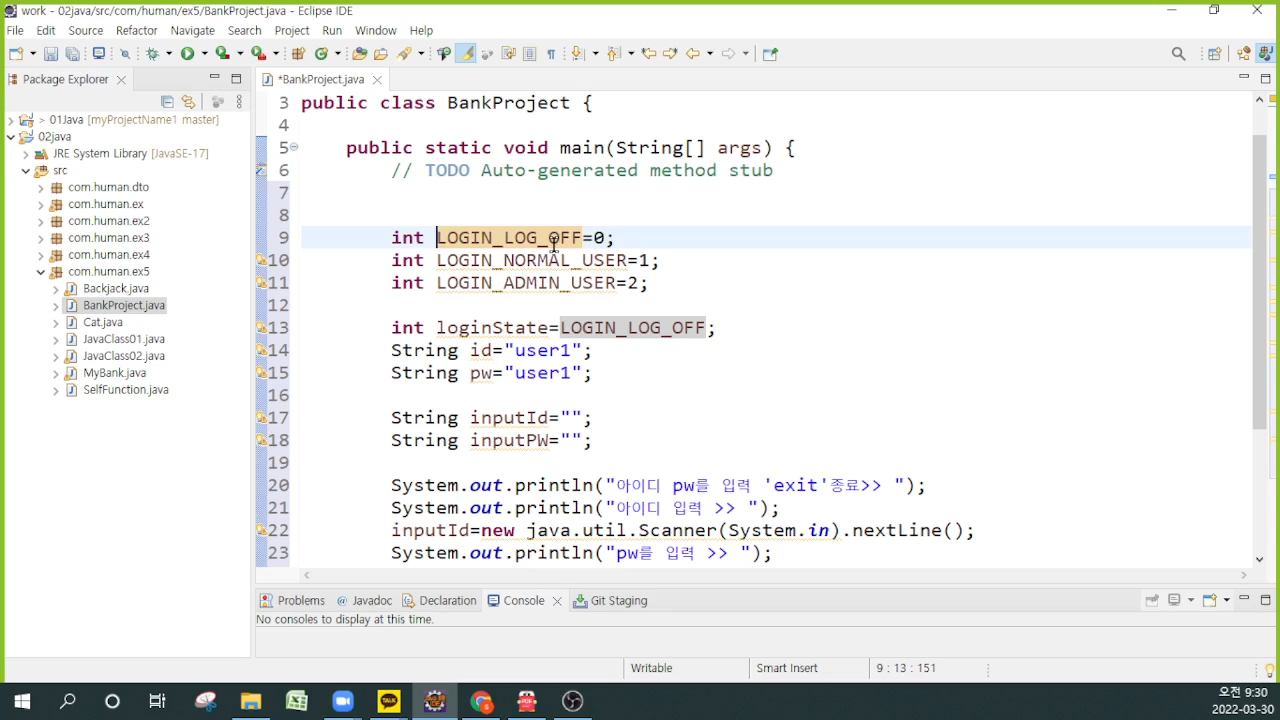 work - 02java/src/com/human/ex5/BankProject.java - Eclipse IDE
File Edit Source Refactor Navigate Search Project Run Window Help
Package Explorer
*BankProject.java
> 01Java [myProjectName1 master]
02java
JRE System Library [JavaSE-17]
src
com.human.dto
com.human.ex
com.human.ex2
com.human.ex3
com.human.ex4
com.human.ex5
Backjack.java
BankProject.java
Cat.java
JavaClass01.java
JavaClass02.java
MyBank.java
SelfFunction.java
3 public class BankProject {
4
5 public static void main(String[] args) {
6 // TODO Auto-generated method stub
7
8
9 int LOGIN_LOG_OFF=0;
10 int LOGIN_NORMAL_USER=1;
11 int LOGIN_ADMIN_USER=2;
12
13 int loginState=LOGIN_LOG_OFF;
14 String id="user1";
15 String pw="user1";
16
17 String inputId="";
18 String inputPW="";
19
20 System.out.println("아이디 pw를 입력 'exit'종료>> ");
21 System.out.println("아이디 입력 >> ");
22 inputId=new java.util.Scanner(System.in).nextLine();
23 System.out.println("pw를 입력 >> ");
Problems @ Javadoc Declaration Console Git Staging
No consoles to display at this time.
Writable Smart Insert 9 : 13 : 151
오전 9:30
2022-03-30